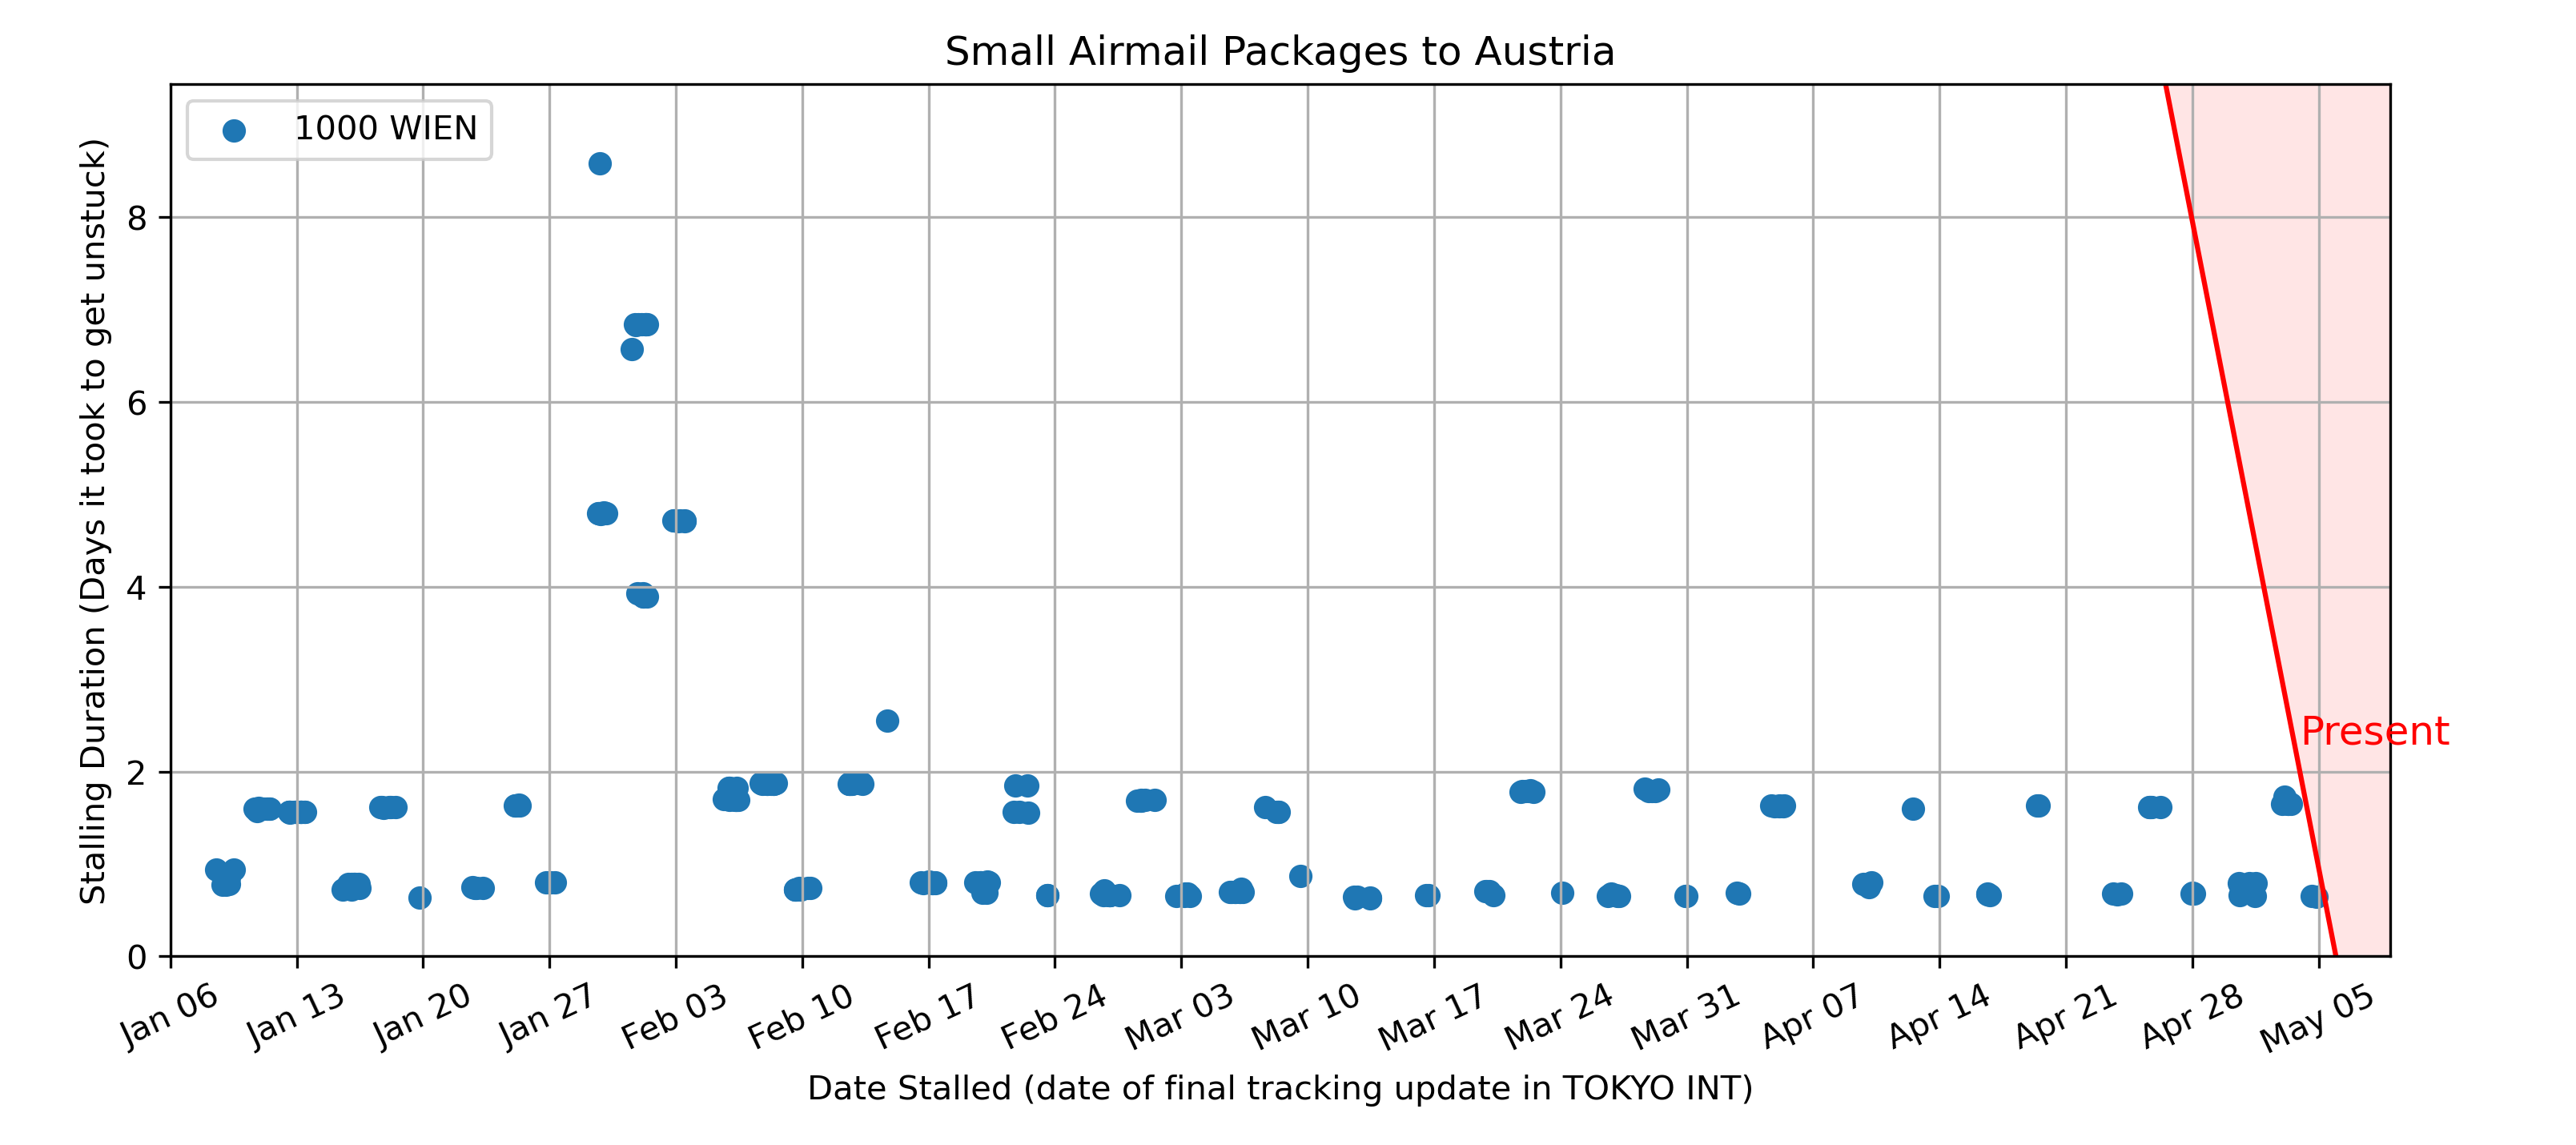 Small Airmail Packages to Austria
1000 WIEN
Stalling Duration (Days it took to get unstuck)
8
6
4
2
0
Present
Jan 06
Jan 13
Jan 20
Jan 27
Feb 03
Feb 10
Feb 17
Feb 24
Mar 03
Mar 10
Mar 17
Mar 24
Mar 31
Apr 07
Apr 14
Apr 21
Apr 28
May 05
Date Stalled (date of final tracking update in TOKYO INT)